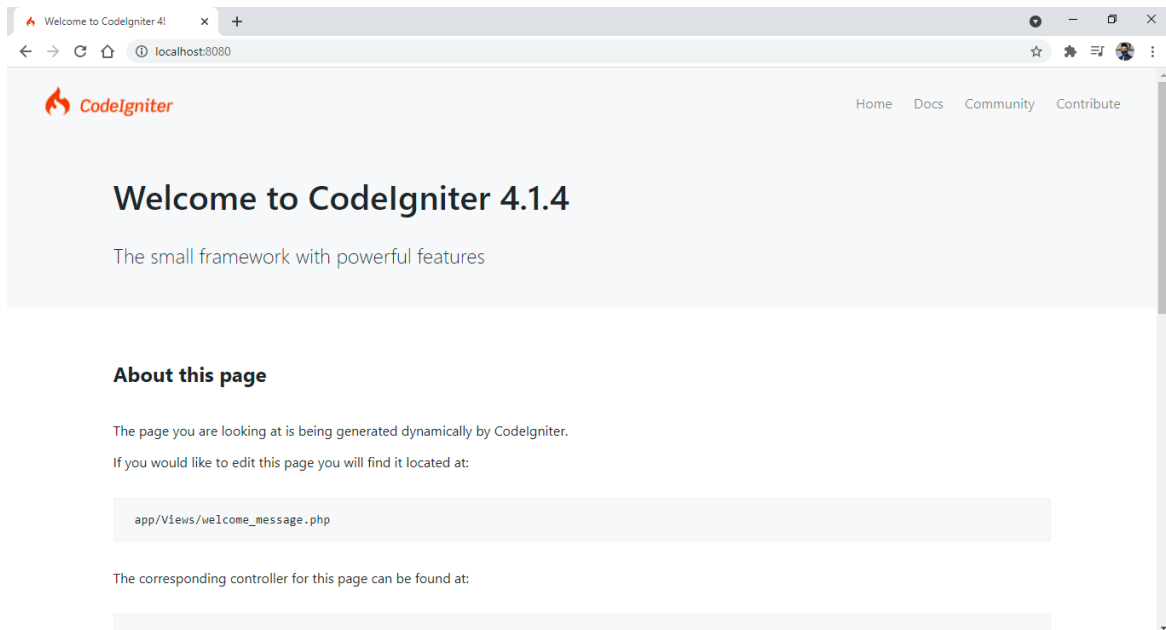 Welcome to CodeIgniter 4!
localhost:8080
CodeIgniter
Home Docs Community Contribute
Welcome to CodeIgniter 4.1.4
The small framework with powerful features
About this page
The page you are looking at is being generated dynamically by CodeIgniter.
If you would like to edit this page you will find it located at:
app/Views/welcome_message.php
The corresponding controller for this page can be found at: